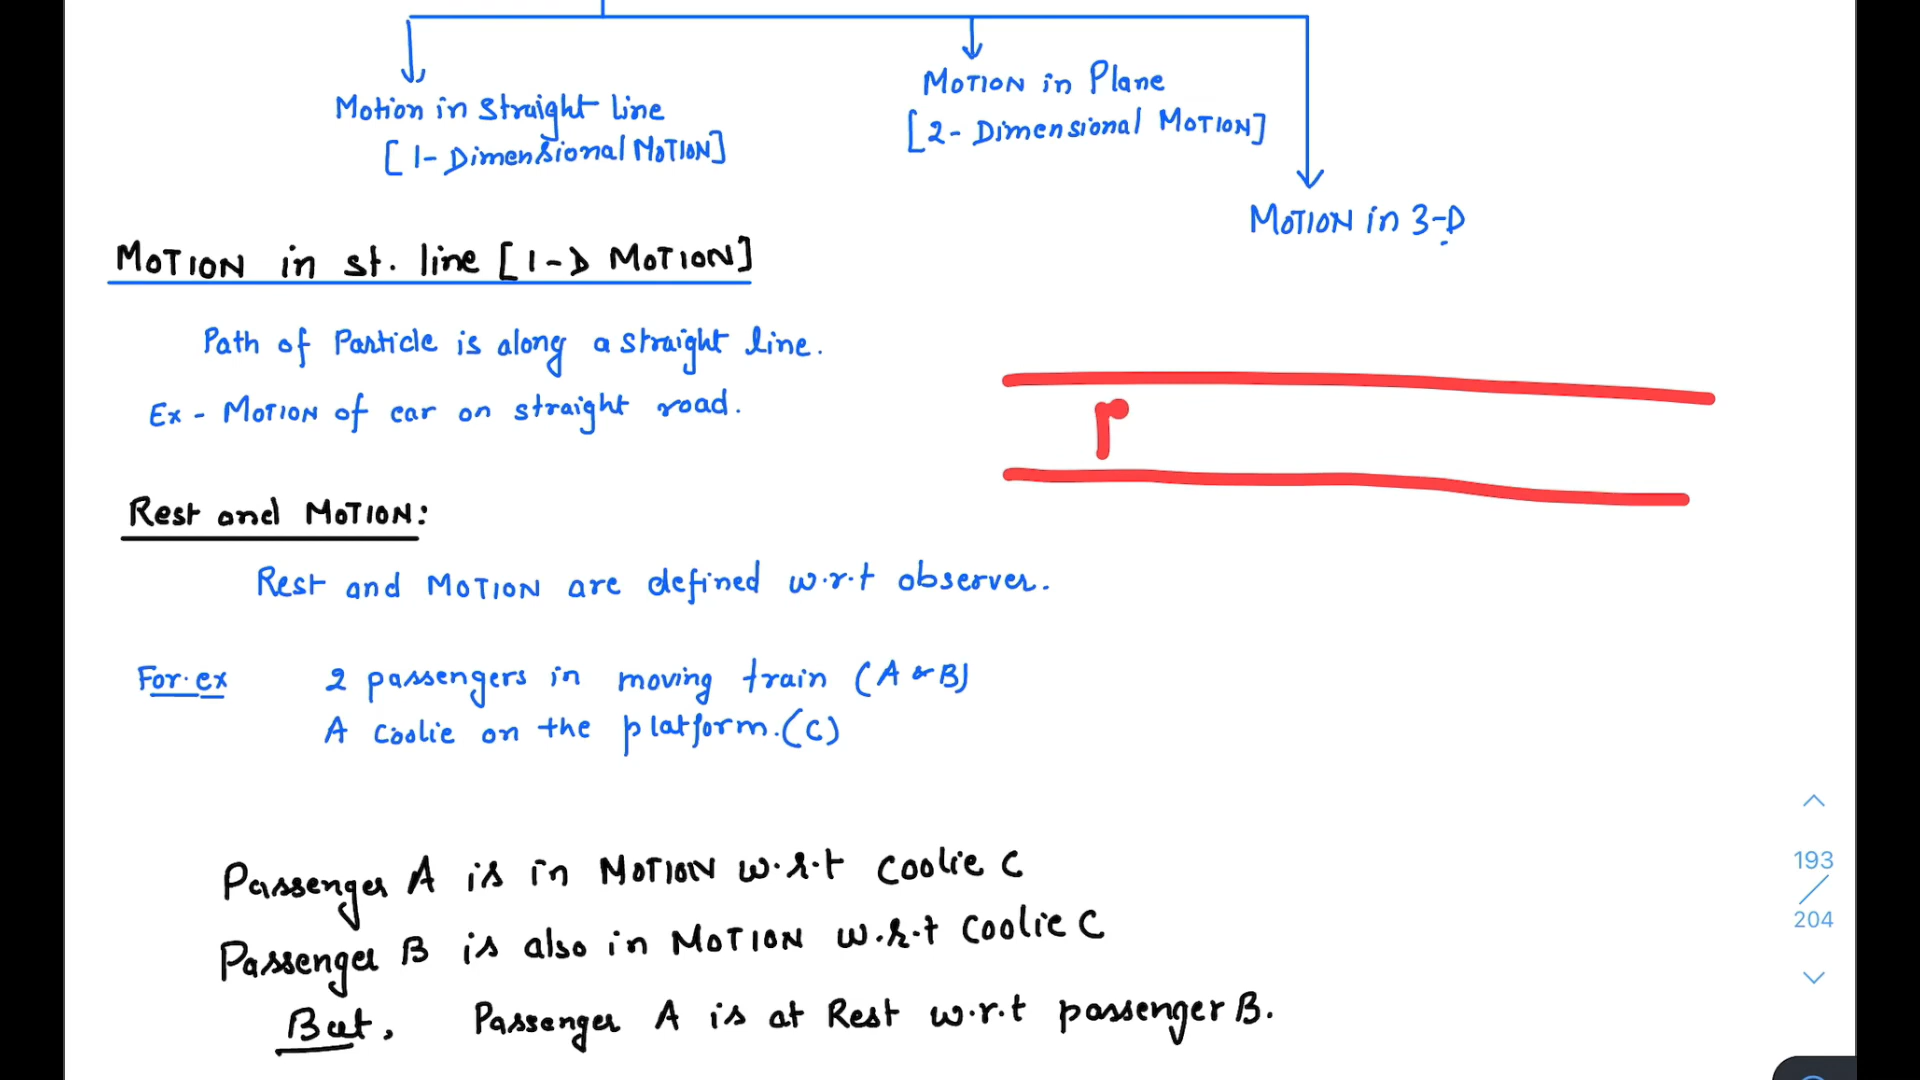 Motion in straight line
[1-Dimensional MOTION]
MOTION in Plane
[2-Dimensional MOTION]
MOTION in 3-D
MOTION in st. line [1-D MOTION]
Path of Particle is along a straight line.
Ex - MOTION of car on straight road.
Rest and MOTION:
Rest and MOTION are defined w.r.t observer.
For.ex 2 passengers in moving train (A & B)
A coolie on the platform.(C)
193
/
204
Passenger A is in MOTION w.r.t coolie C
Passenger B is also in MOTION w.r.t coolie C
But, Passenger A is at Rest w.r.t passenger B.